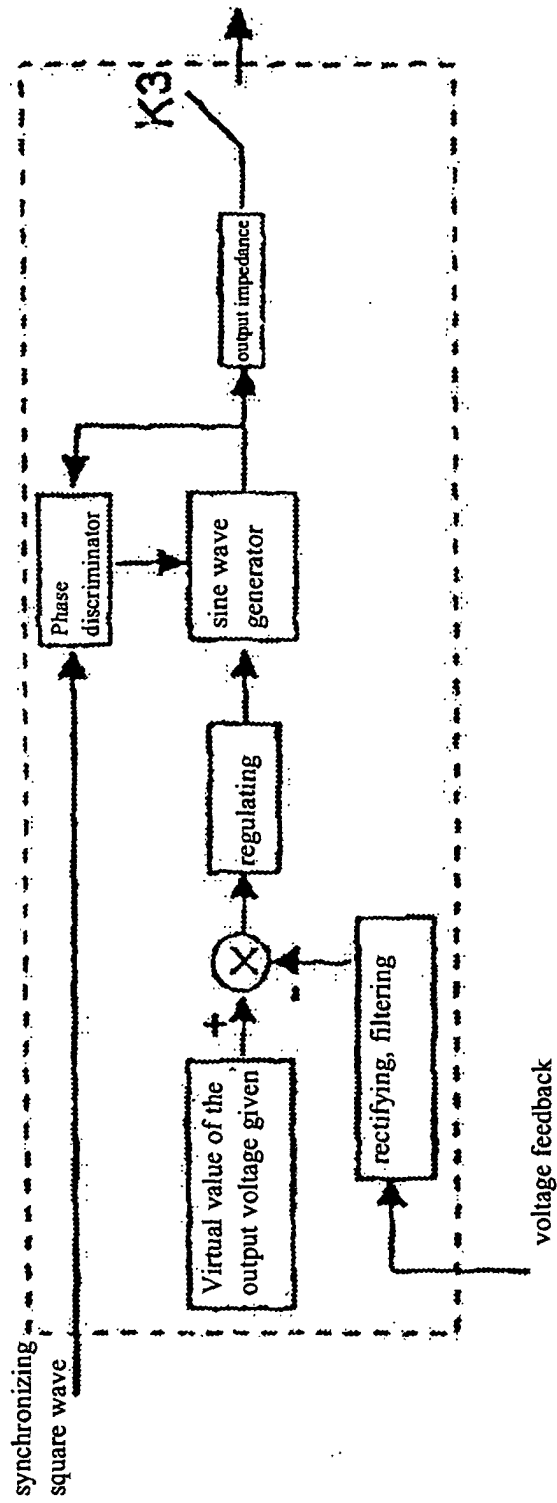 synchronizing
square wave
Phase
discriminator
K3
Virtual value of the
output voltage given
+
-
regulating
sine wave
generator
output impedance
rectifying, filtering
voltage feedback